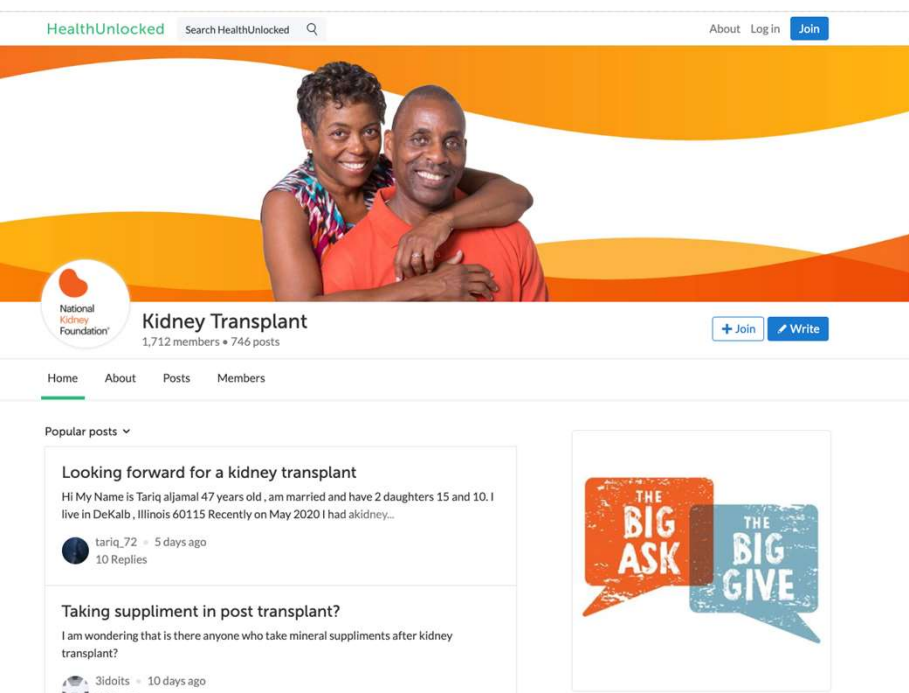 HealthUnlocked
Search HealthUnlocked
About Log in Join
National
Kidney
Foundation®
Kidney Transplant
1,712 members • 746 posts
Join
Write
Home About Posts Members
Popular posts
Looking forward for a kidney transplant
Hi My Name is Tariq aljamal 47 years old , am married and have 2 daughters 15 and 10. I
live in DeKalb , Illinois 60115 Recently on May 2020 I had akidney...
tariq_72 • 5 days ago
10 Replies
Taking suppliment in post transplant?
I am wondering that is there anyone who take mineral suppliments after kidney
transplant?
3idoits • 10 days ago
THE
BIG
ASK
THE
BIG
GIVE